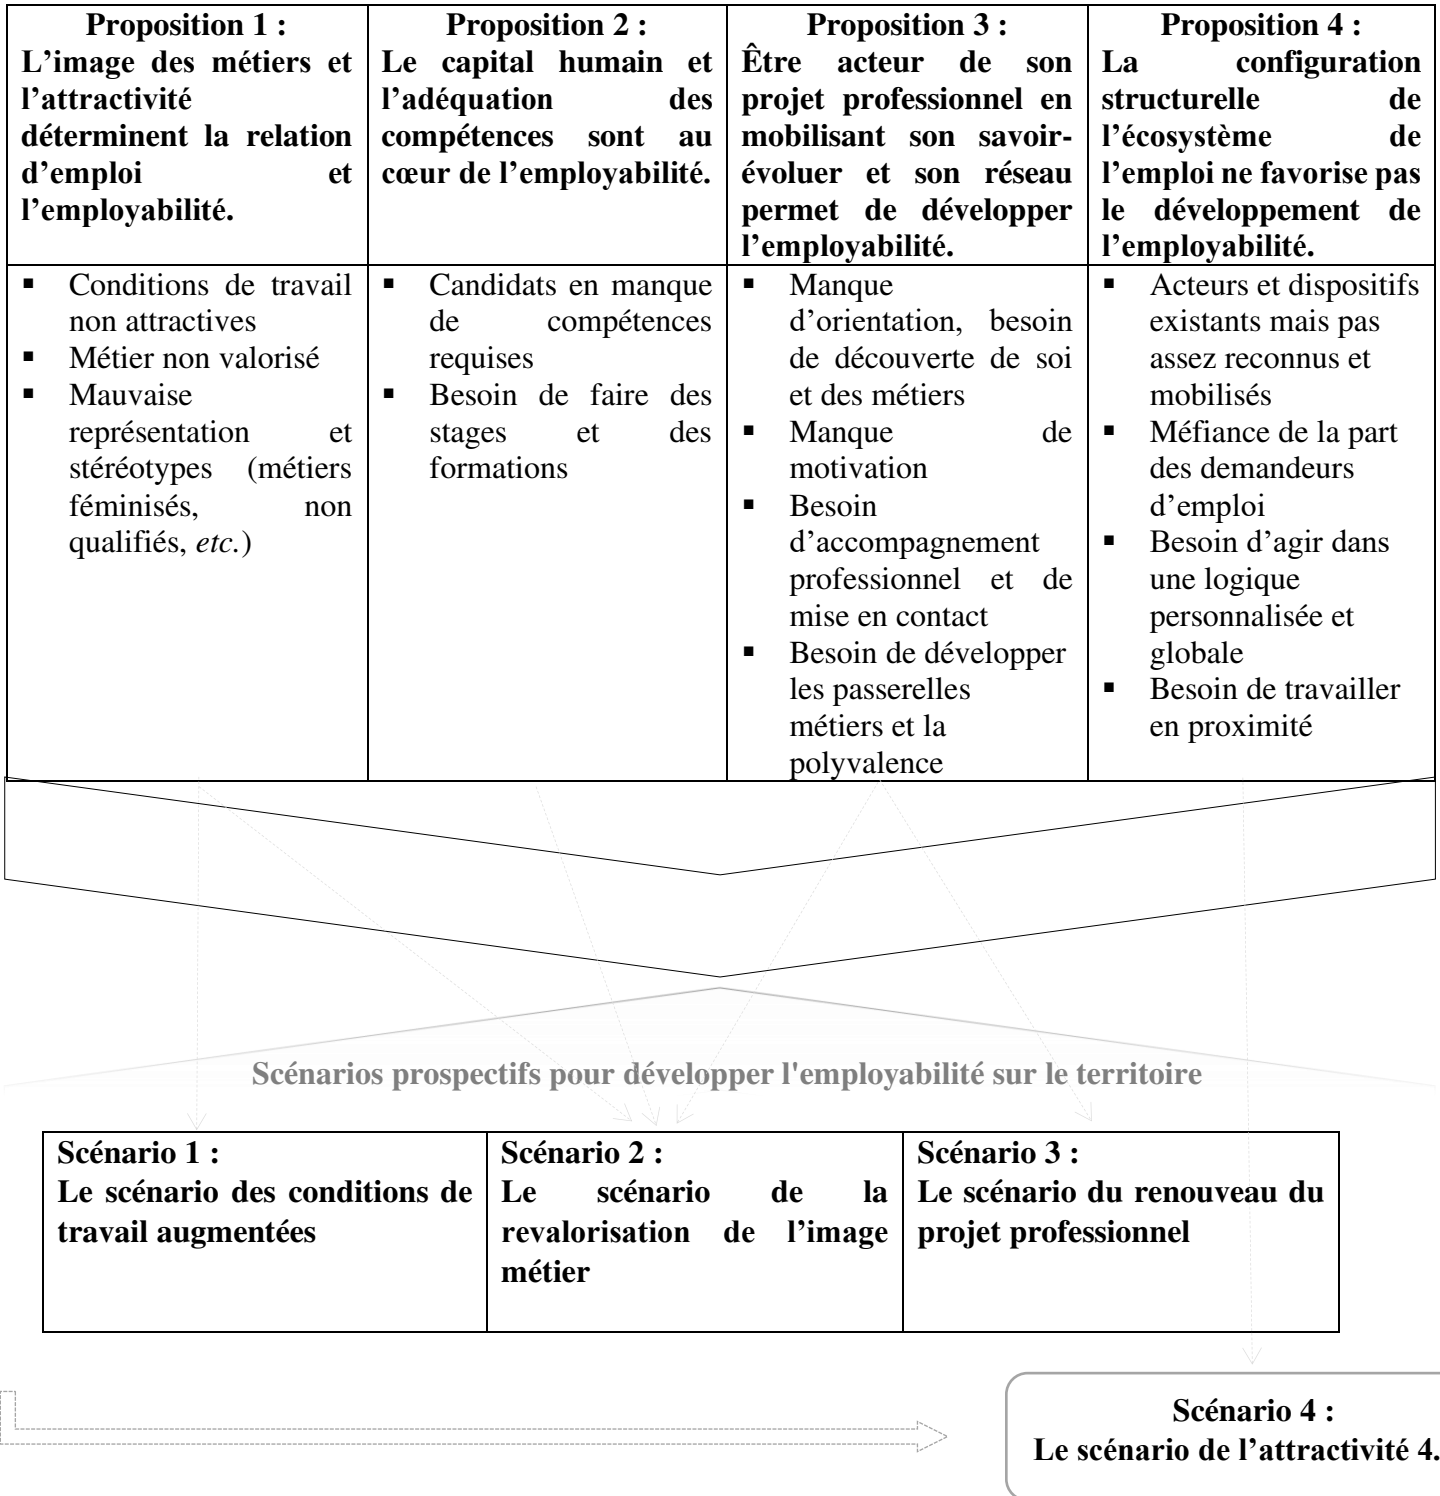 Proposition 1 :
L’image des métiers et
l’attractivité
déterminent la relation
d’emploi et
l’employabilité.
Proposition 2 :
Le capital humain et
l’adéquation des
compétences sont au
cœur de l’employabilité.
Proposition 3 :
Être acteur de son
projet professionnel en
mobilisant son savoir-
évoluer et son réseau
permet de développer
l’employabilité.
Proposition 4 :
La configuration
structurelle de
l’écosystème de
l’emploi ne favorise pas
le développement de
l’employabilité.
▪ Conditions de travail
non attractives
▪ Métier non valorisé
▪ Mauvaise
représentation et
stéréotypes (métiers
féminisés, non
qualifiés, etc.)
▪ Candidats en manque
de compétences
requises
▪ Besoin de faire des
stages et des
formations
▪ Manque
d’orientation, besoin
de découverte de soi
et des métiers
▪ Manque de
motivation
▪ Besoin
d’accompagnement
professionnel et de
mise en contact
▪ Besoin de développer
les passerelles
métiers et la
polyvalence
▪ Acteurs et dispositifs
existants mais pas
assez reconnus et
mobilisés
▪ Méfiance de la part
des demandeurs
d’emploi
▪ Besoin d’agir dans
une logique
personnalisée et
globale
▪ Besoin de travailler
en proximité
Scénarios prospectifs pour développer l'employabilité sur le territoire
Scénario 1 :
Le scénario des conditions de
travail augmentées
Scénario 2 :
Le scénario de la
revalorisation de l’image
métier
Scénario 3 :
Le scénario du renouveau du
projet professionnel
Scénario 4 :
Le scénario de l’attractivité 4.